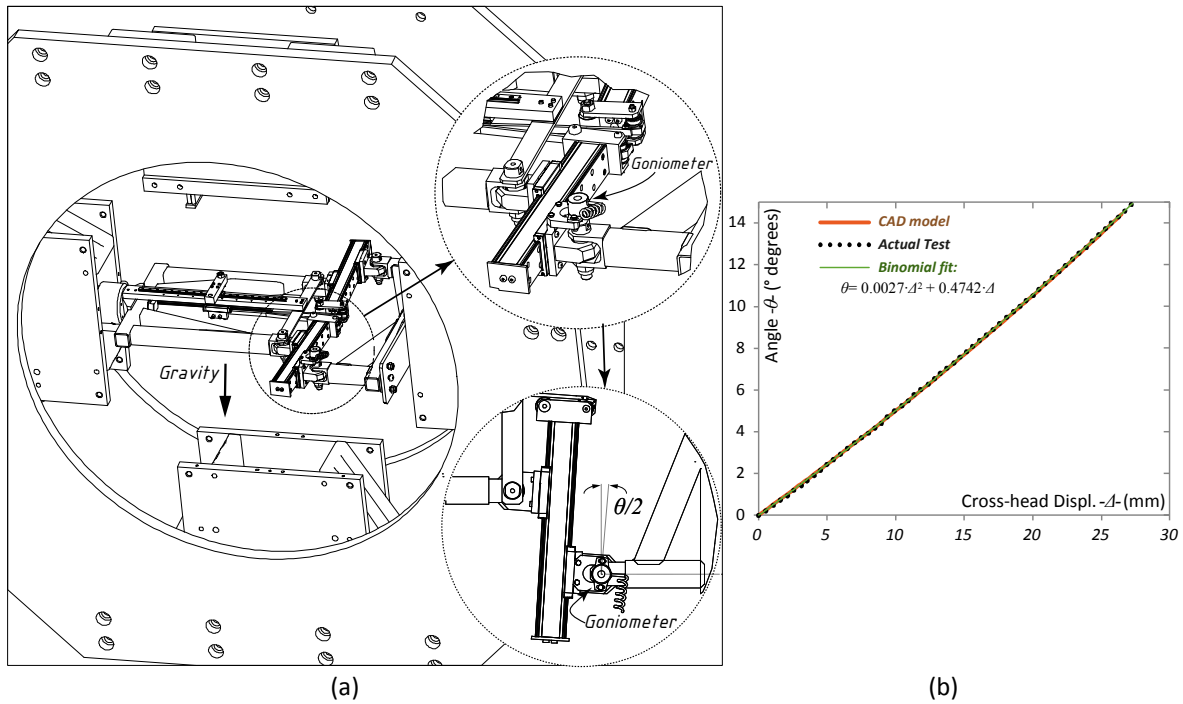 Goniometer
Gravity
θ/2
Goniometer
(a)
Angle -θ- (° degrees)
14
12
10
8
6
4
2
0
CAD model
Actual Test
Binomial fit:
θ= 0.0027·Δ² + 0.4742·Δ
Cross-head Displ. -Δ- (mm)
0 5 10 15 20 25 30
(b)